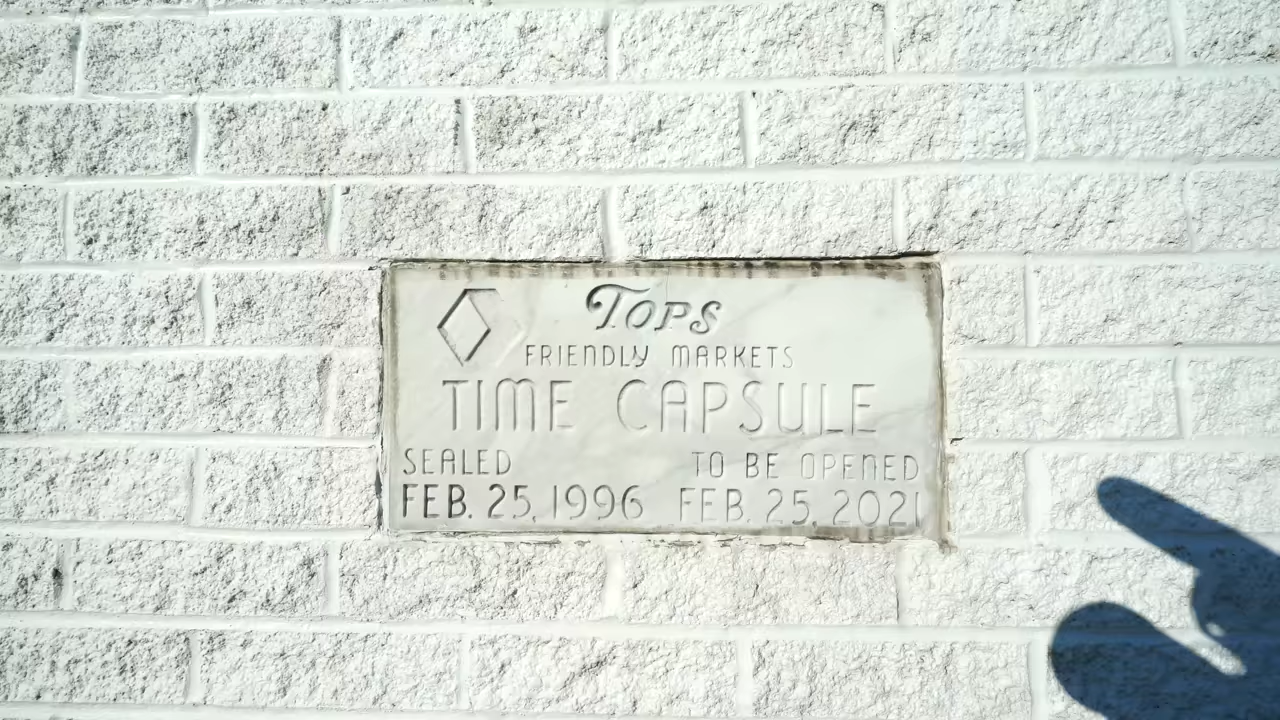 Tops
FRIENDLY MARKETS
TIME CAPSULE
SEALED TO BE OPENED
FEB. 25, 1996 FEB. 25, 2021